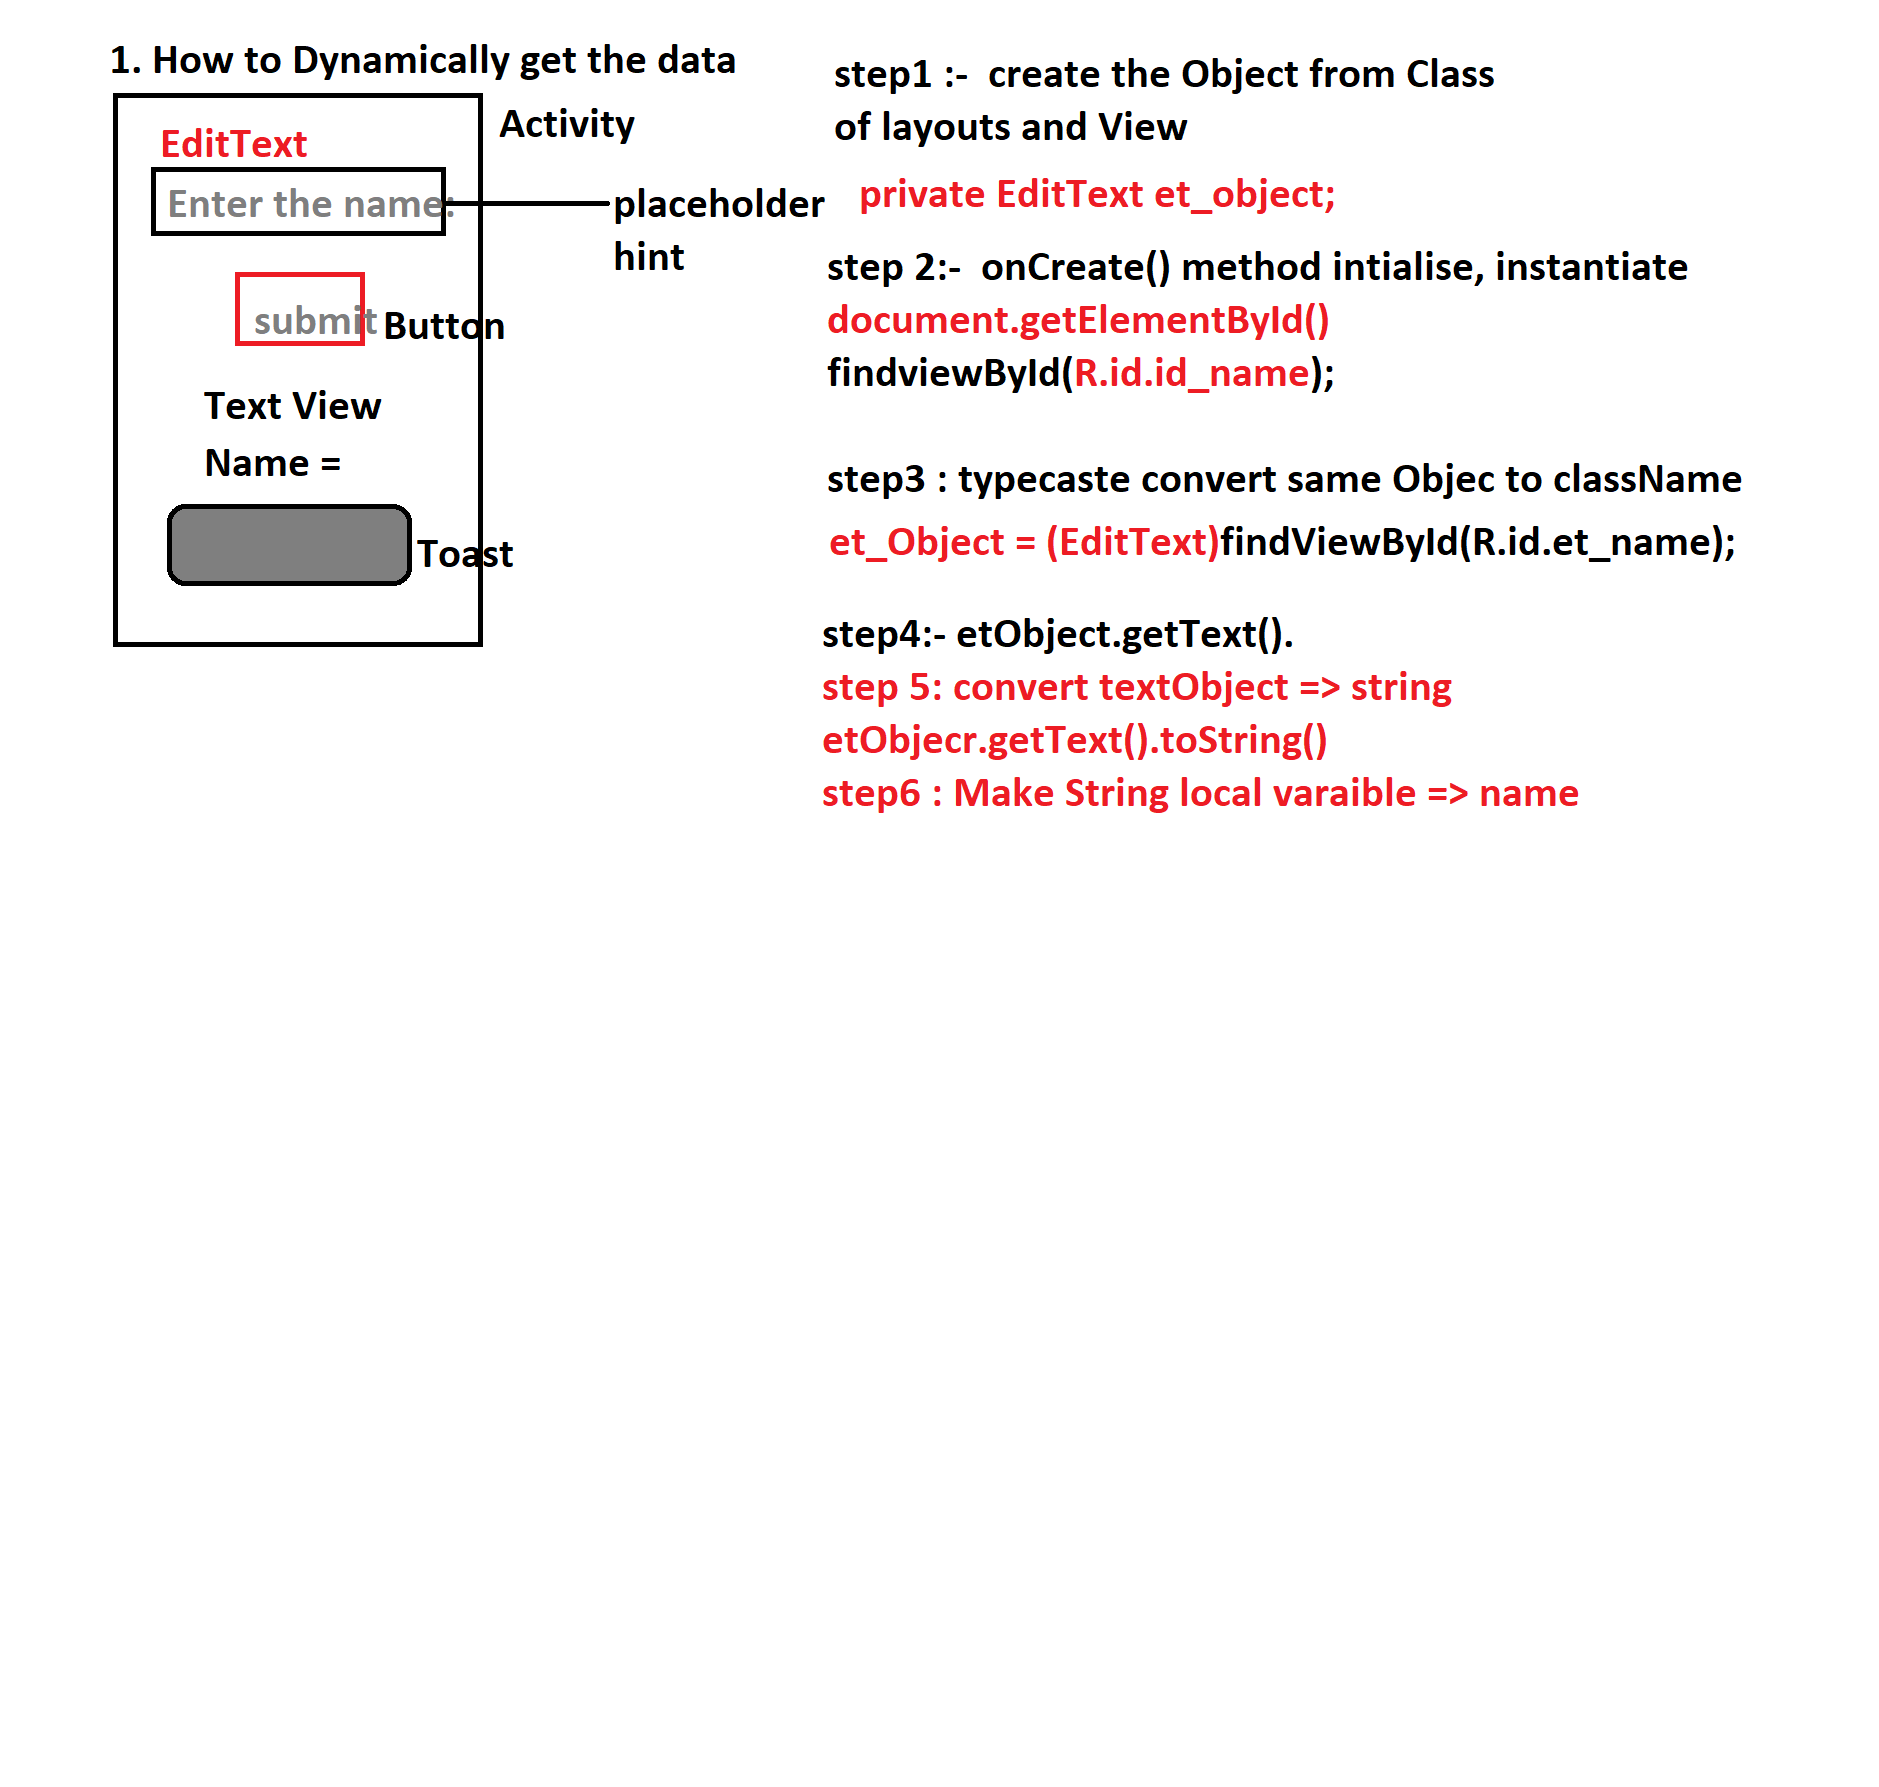 1. How to Dynamically get the data
Activity
EditText
Enter the name:
placeholder
hint
submit
Button
Text View
Name =
Toast
step1 :-  create the Object from Class
of layouts and View
private EditText et_object;
step 2:-  onCreate() method intialise, instantiate
document.getElementById()
findviewById(R.id.id_name);
step3 : typecaste convert same Objec to className
et_Object = (EditText)findViewById(R.id.et_name);
step4:- etObject.getText().
step 5: convert textObject => string
etObjecr.getText().toString()
step6 : Make String local varaible => name